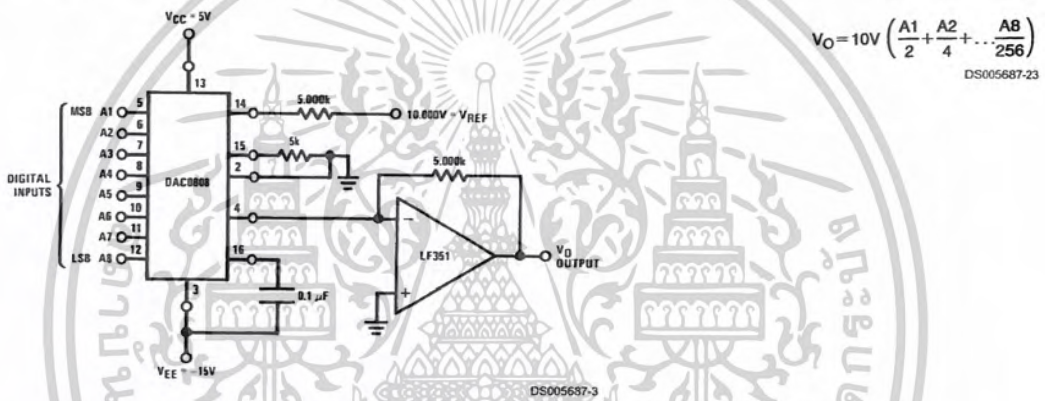 VCC = 5V
13
MSB A1 5
A2 6
A3 7
A4 8
A5 9
A6 10
A7 11
LSB A8 12
DIGITAL
INPUTS
DAC0808
14
5.000k
10.000V = VREF
15
5k
2
4
5.000k
−
LF351
+
VO
OUTPUT
16
0.1 μF
3
VEE = −15V
DS005687-3
VO=10V (A1/2+A2/4+...A8/256)
DS005687-23